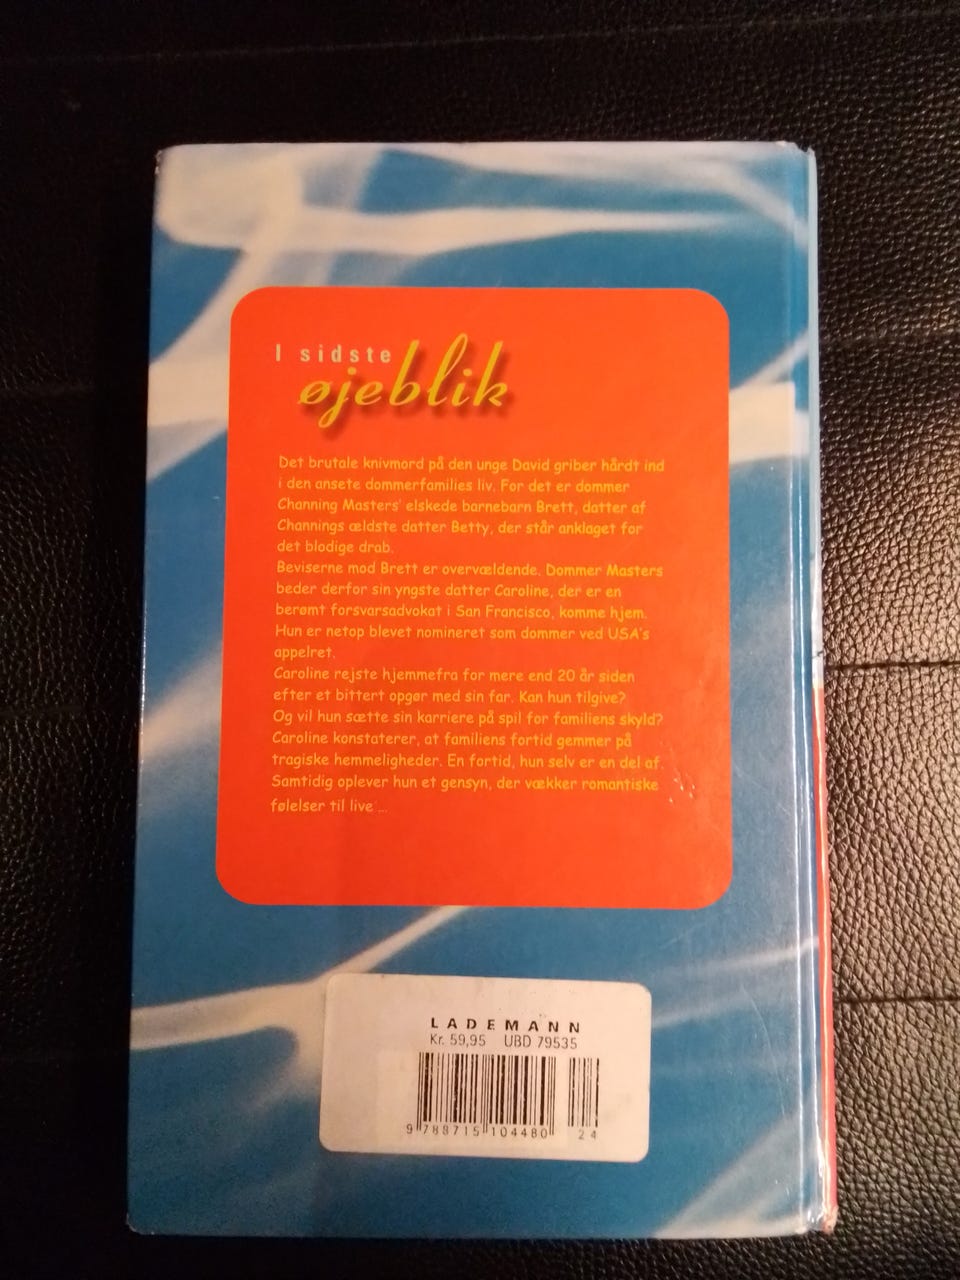 I sidste
øjeblik
Det brutale knivmord på den unge David griber hårdt ind
i den ansete dommerfamilies liv. For det er dommer
Channing Masters' elskede barnebarn Brett, datter af
Channings ældste datter Betty, der står anklaget for
det blodige drab.
Beviserne mod Brett er overvældende. Dommer Masters
beder derfor sin yngste datter Caroline, der er en
berømt forsvarsadvokat i San Francisco, komme hjem.
Hun er netop blevet nomineret som dommer ved USA's
appelret.
Caroline rejste hjemmefra for mere end 20 år siden
efter et bittert opgør med sin far. Kan hun tilgive?
Og vil hun sætte sin karriere på spil for familiens skyld?
Caroline konstaterer, at familiens fortid gemmer på
tragiske hemmeligheder. En fortid, hun selv er en del af.
Samtidig oplever hun et gensyn, der vækker romantiske
følelser til live ...
LADEMANN
Kr. 59,95 UBD 79535
9 788715 104480 24